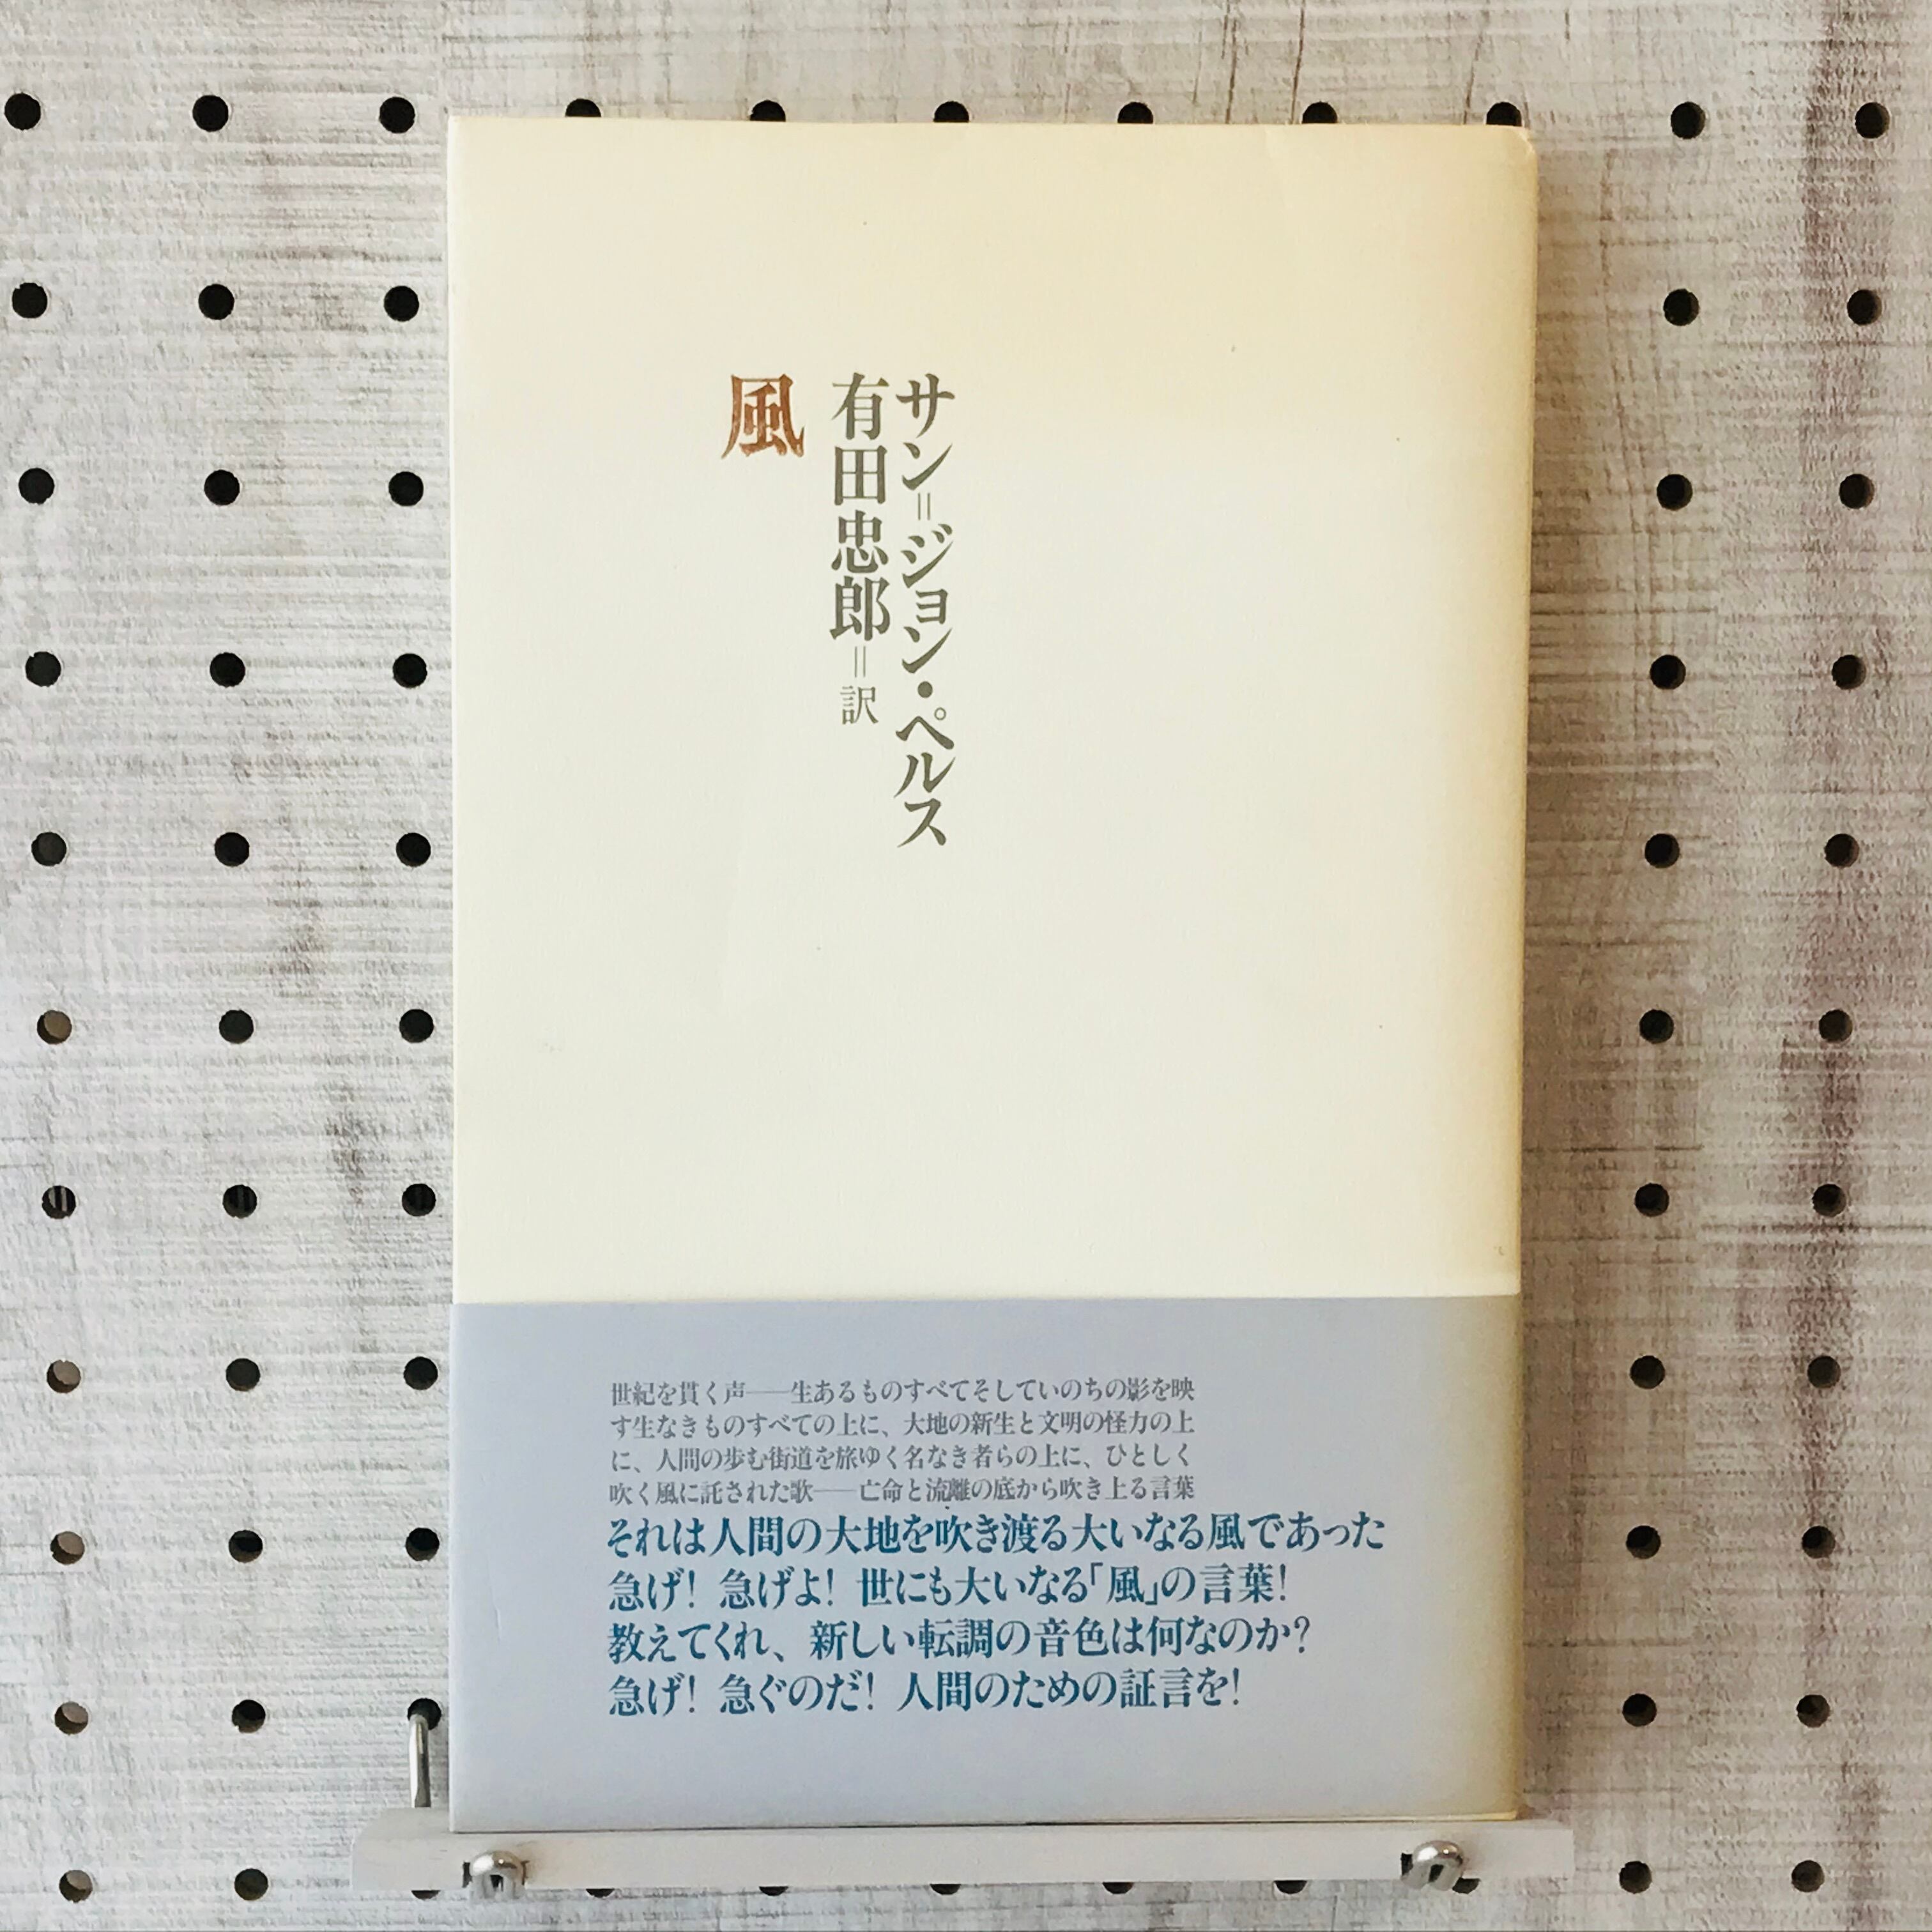 サン=ジョン・ペルス
有田忠郎=訳
風
世紀を貫く声――生あるものすべてそしていのちの影を映
す生なきものすべての上に、大地の新生と文明の怪力の上
に、人間の歩む街道を旅ゆく名なき者らの上に、ひとしく
吹く風に託された歌――亡命と流離の底から吹き上る言葉
それは人間の大地を吹き渡る大いなる風であった
急げ! 急げよ! 世にも大いなる「風」の言葉!
教えてくれ、新しい転調の音色は何なのか?
急げ! 急ぐのだ! 人間のための証言を!